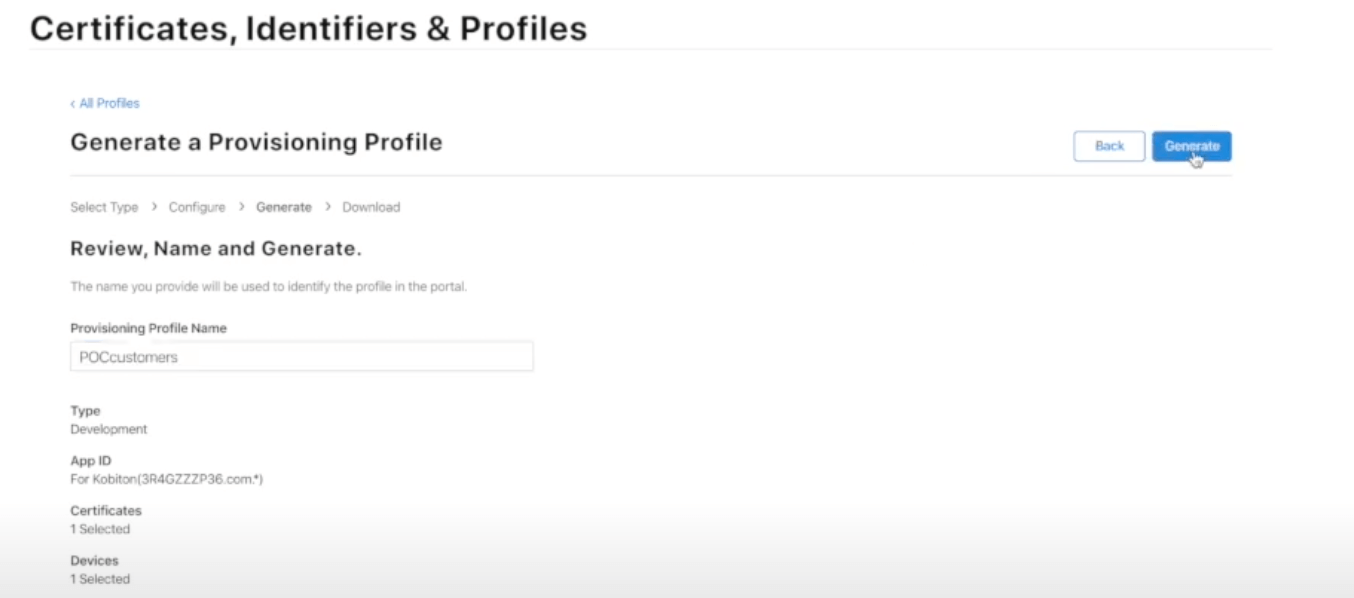 Certificates, Identifiers & Profiles
‹ All Profiles
Generate a Provisioning Profile
Back
Generate
Select Type > Configure > Generate > Download
Review, Name and Generate.
The name you provide will be used to identify the profile in the portal.
Provisioning Profile Name
POCcustomers
Type
Development
App ID
For Kobiton(3R4GZZZP36.com.*)
Certificates
1 Selected
Devices
1 Selected